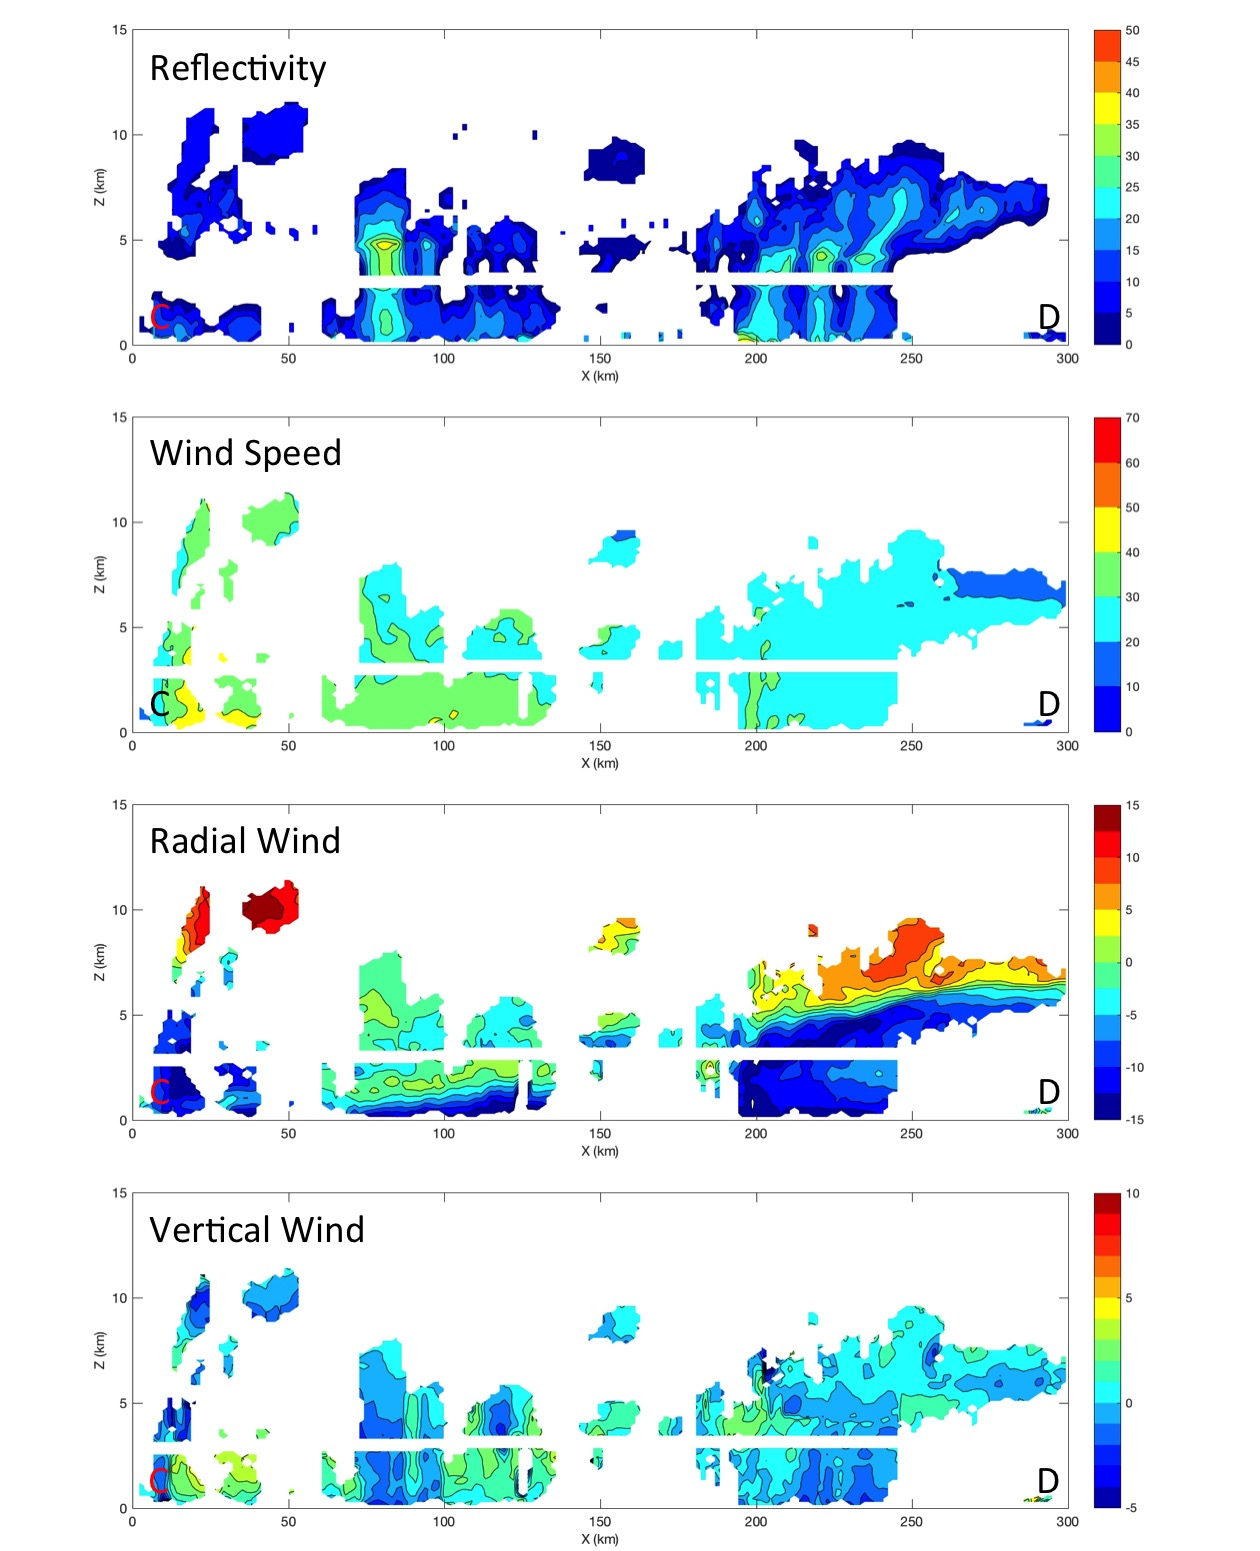 Reflectivity
15
10
5
0
Z (km)
C
D
0 50 100 150 200 250 300
X (km)
50
45
40
35
30
25
20
15
10
5
0
Wind Speed
15
10
5
0
Z (km)
C
D
0 50 100 150 200 250 300
X (km)
70
60
50
40
30
20
10
0
Radial Wind
15
10
5
0
Z (km)
C
D
0 50 100 150 200 250 300
X (km)
15
10
5
0
-5
-10
-15
Vertical Wind
15
10
5
0
Z (km)
C
D
0 50 100 150 200 250 300
X (km)
10
5
0
-5